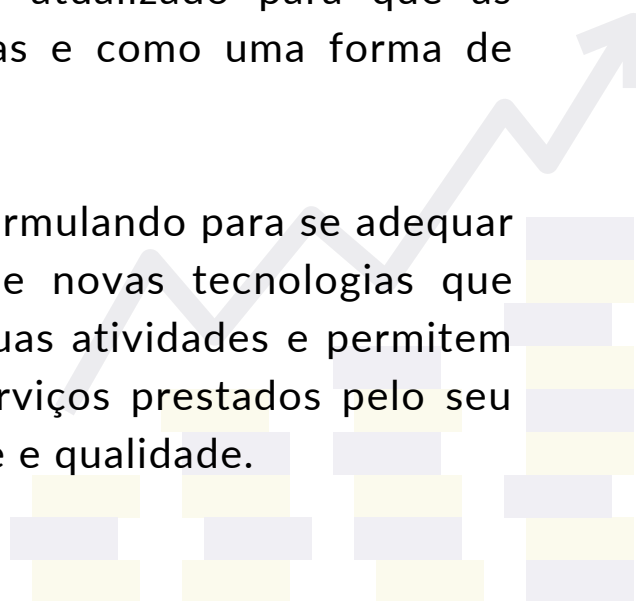 atualizado para que as
as e como uma forma de
rmulando para se adequar
e novas tecnologias que
uas atividades e permitem
rviços prestados pelo seu
e e qualidade.